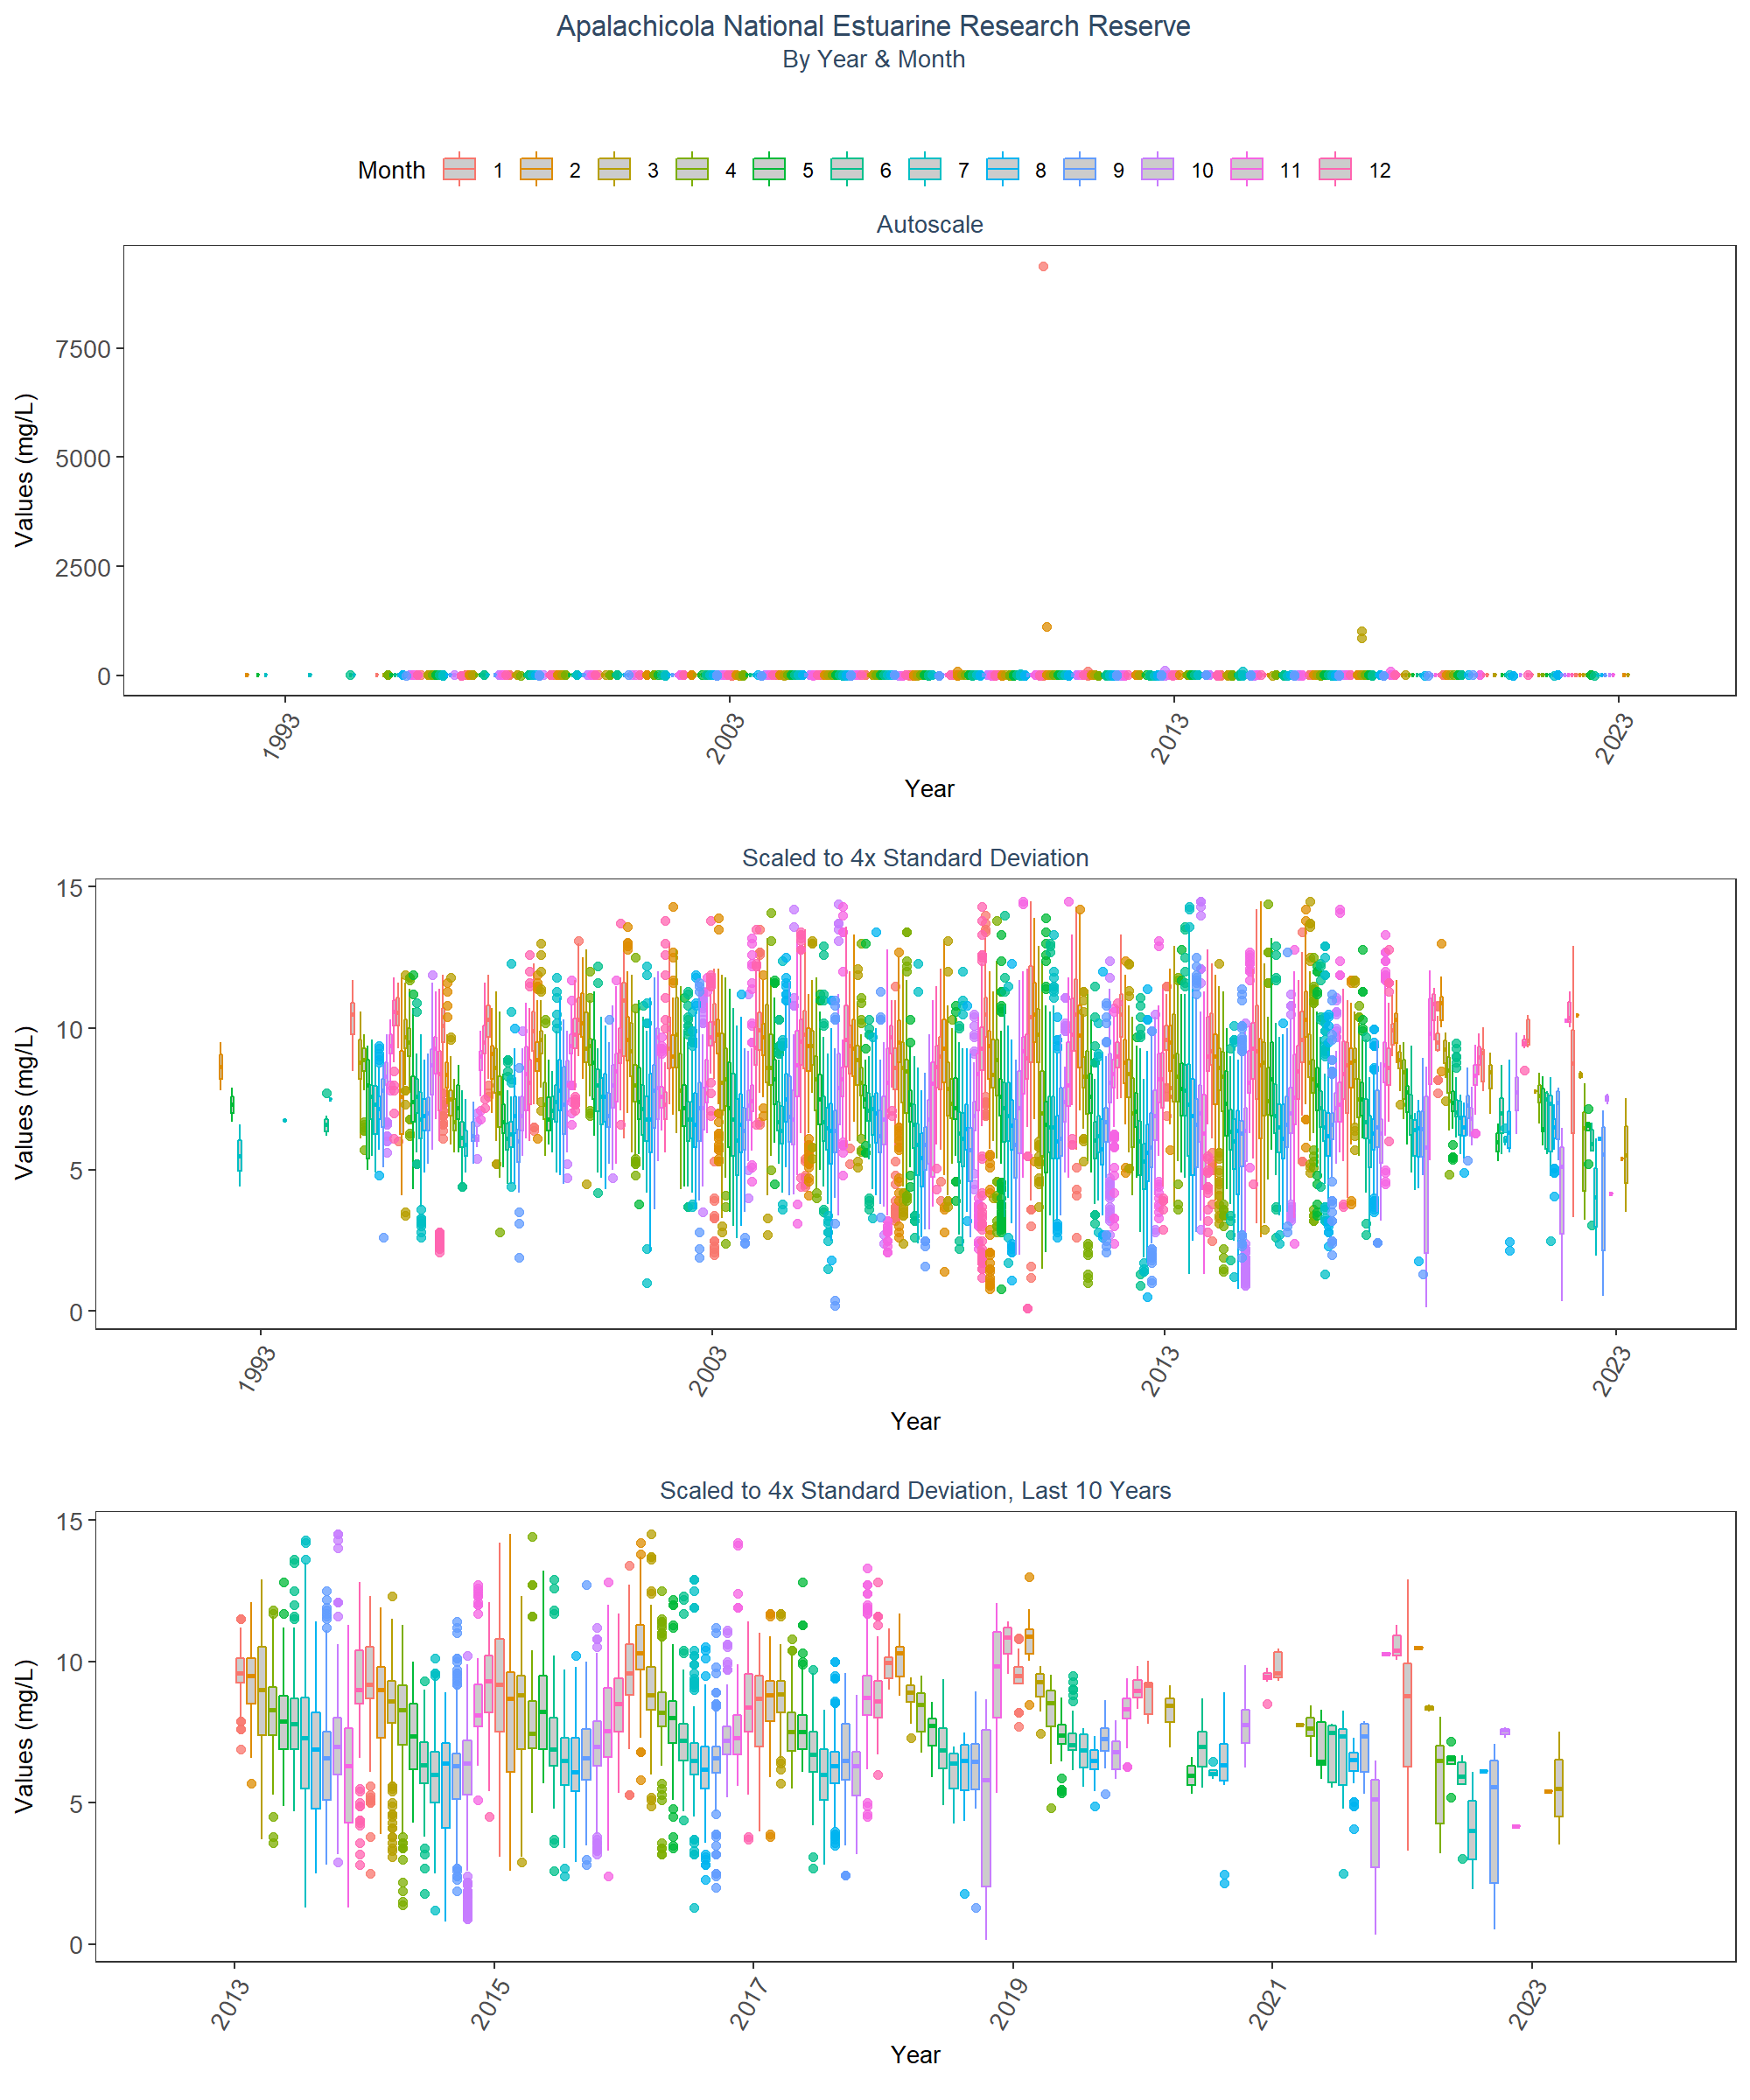 Apalachicola National Estuarine Research Reserve
By Year & Month
Month 1 2 3 4 5 6 7 8 9 10 11 12
Autoscale
Values (mg/L)
7500
5000
2500
0
1993 2003 2013 2023
Year
Scaled to 4x Standard Deviation
Values (mg/L)
15
10
5
0
1993 2003 2013 2023
Year
Scaled to 4x Standard Deviation, Last 10 Years
Values (mg/L)
15
10
5
0
2013 2015 2017 2019 2021 2023
Year